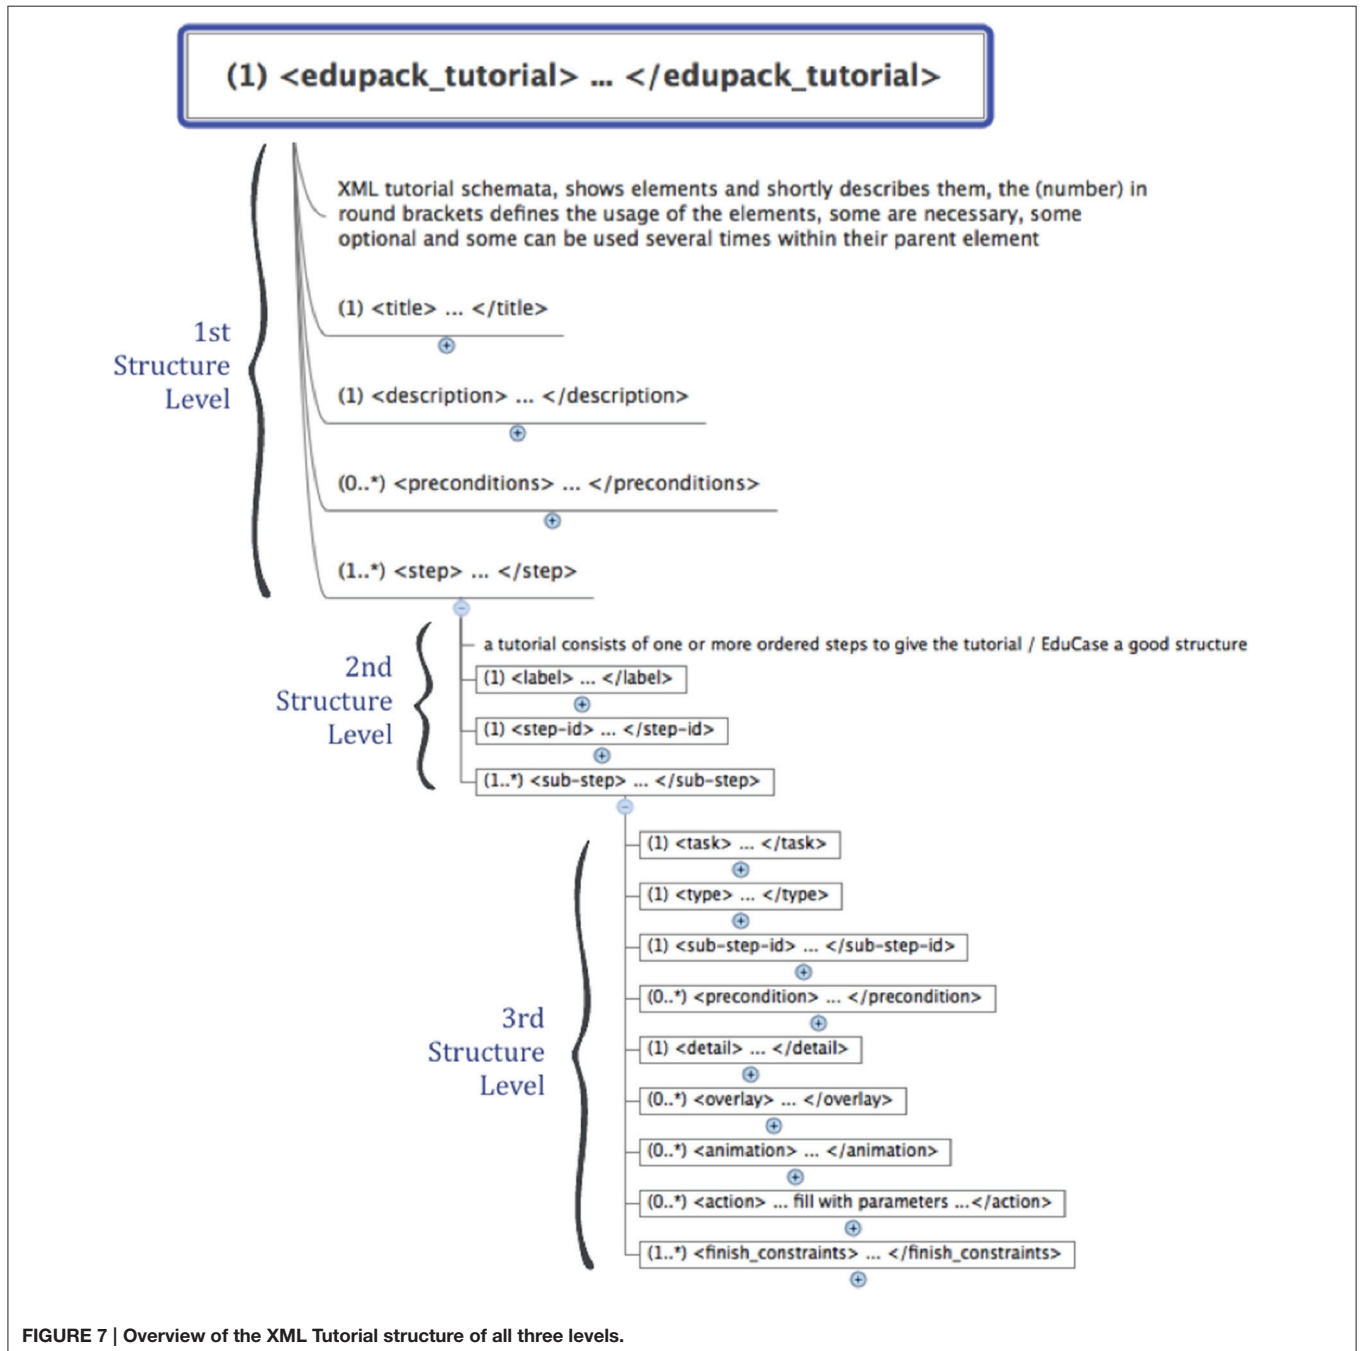 (1) <edupack_tutorial> ... </edupack_tutorial>
XML tutorial schemata, shows elements and shortly describes them, the (number) in
round brackets defines the usage of the elements, some are necessary, some
optional and some can be used several times within their parent element
1st
Structure
Level
(1) <title> ... </title>
(1) <description> ... </description>
(0..*) <preconditions> ... </preconditions>
(1..*) <step> ... </step>
2nd
Structure
Level
a tutorial consists of one or more ordered steps to give the tutorial / EduCase a good structure
(1) <label> ... </label>
(1) <step-id> ... </step-id>
(1..*) <sub-step> ... </sub-step>
3rd
Structure
Level
(1) <task> ... </task>
(1) <type> ... </type>
(1) <sub-step-id> ... </sub-step-id>
(0..*) <precondition> ... </precondition>
(1) <detail> ... </detail>
(0..*) <overlay> ... </overlay>
(0..*) <animation> ... </animation>
(0..*) <action> ... fill with parameters ...</action>
(1..*) <finish_constraints> ... </finish_constraints>
FIGURE 7 | Overview of the XML Tutorial structure of all three levels.